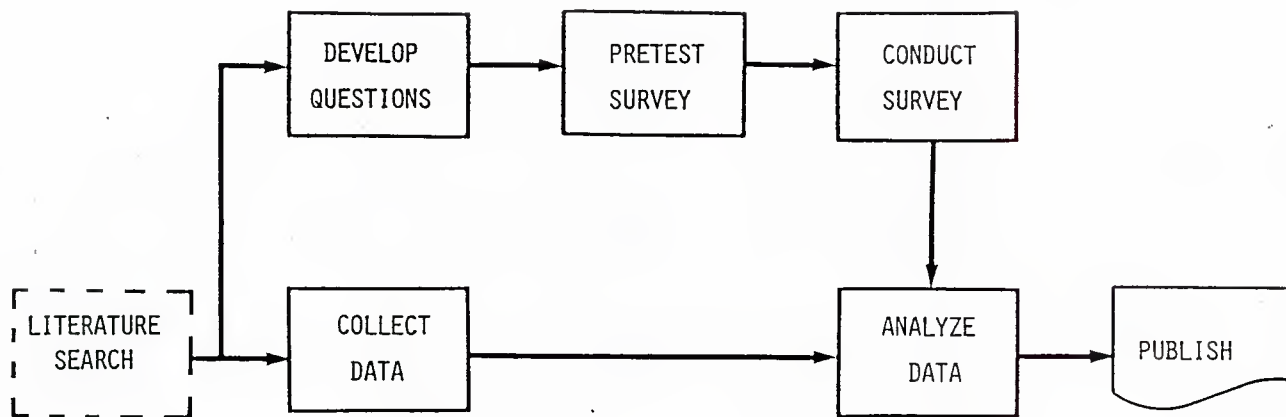 DEVELOP
QUESTIONS
PRETEST
SURVEY
CONDUCT
SURVEY
LITERATURE
SEARCH
COLLECT
DATA
ANALYZE
DATA
PUBLISH